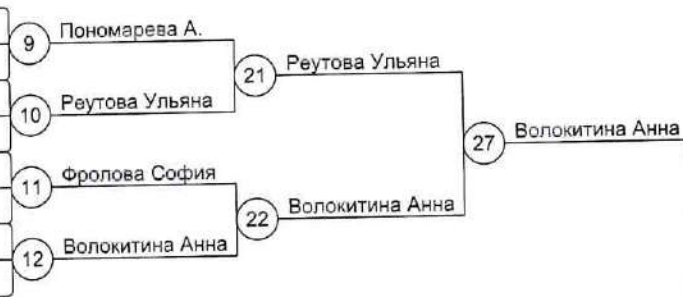 9 Пономарева А.
21 Реутова Ульяна
10 Реутова Ульяна
27 Волокитина Анна
11 Фролова София
22 Волокитина Анна
12 Волокитина Анна